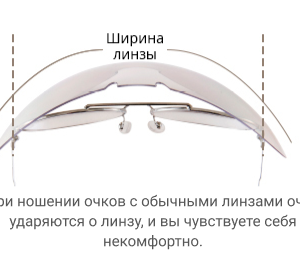 Ширина
линзы
ри ношении очков с обычными линзами оч
ударяются о линзу, и вы чувствуете себя
некомфортно.